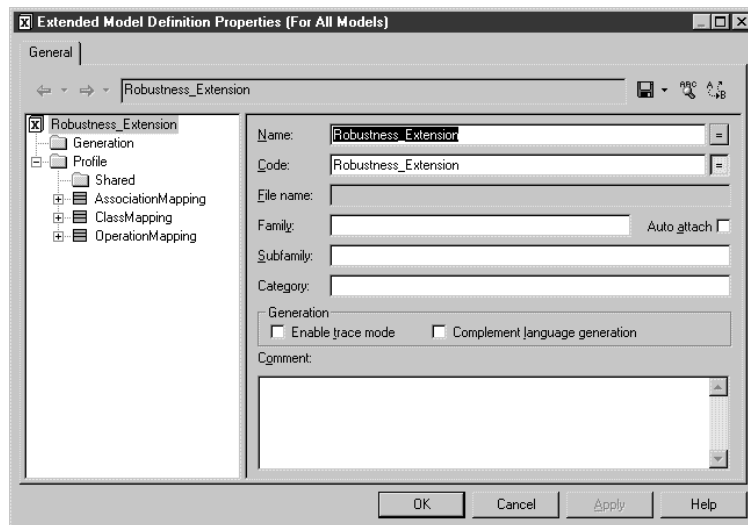 Extended Model Definition Properties (For All Models)
General
Robustness_Extension
Robustness_Extension
Generation
Profile
Shared
AssociationMapping
ClassMapping
OperationMapping
Name:
Robustness_Extension
=
Code:
Robustness_Extension
=
File name:
Family:
Auto attach
Subfamily:
Category:
Generation
Enable trace mode
Complement language generation
Comment:
OK
Cancel
Apply
Help